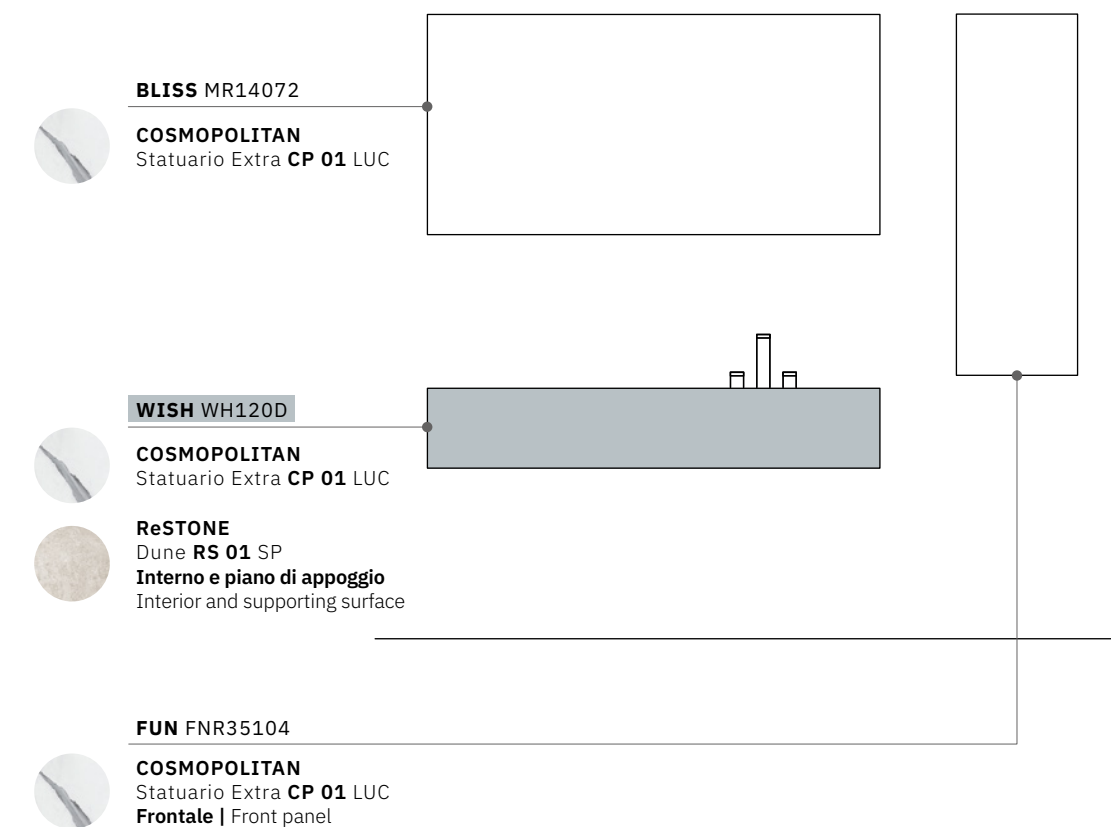 BLISS MR14072
COSMOPOLITAN
Statuario Extra CP 01 LUC
WISH WH120D
COSMOPOLITAN
Statuario Extra CP 01 LUC
ReSTONE
Dune RS 01 SP
Interno e piano di appoggio
Interior and supporting surface
FUN FNR35104
COSMOPOLITAN
Statuario Extra CP 01 LUC
Frontale | Front panel